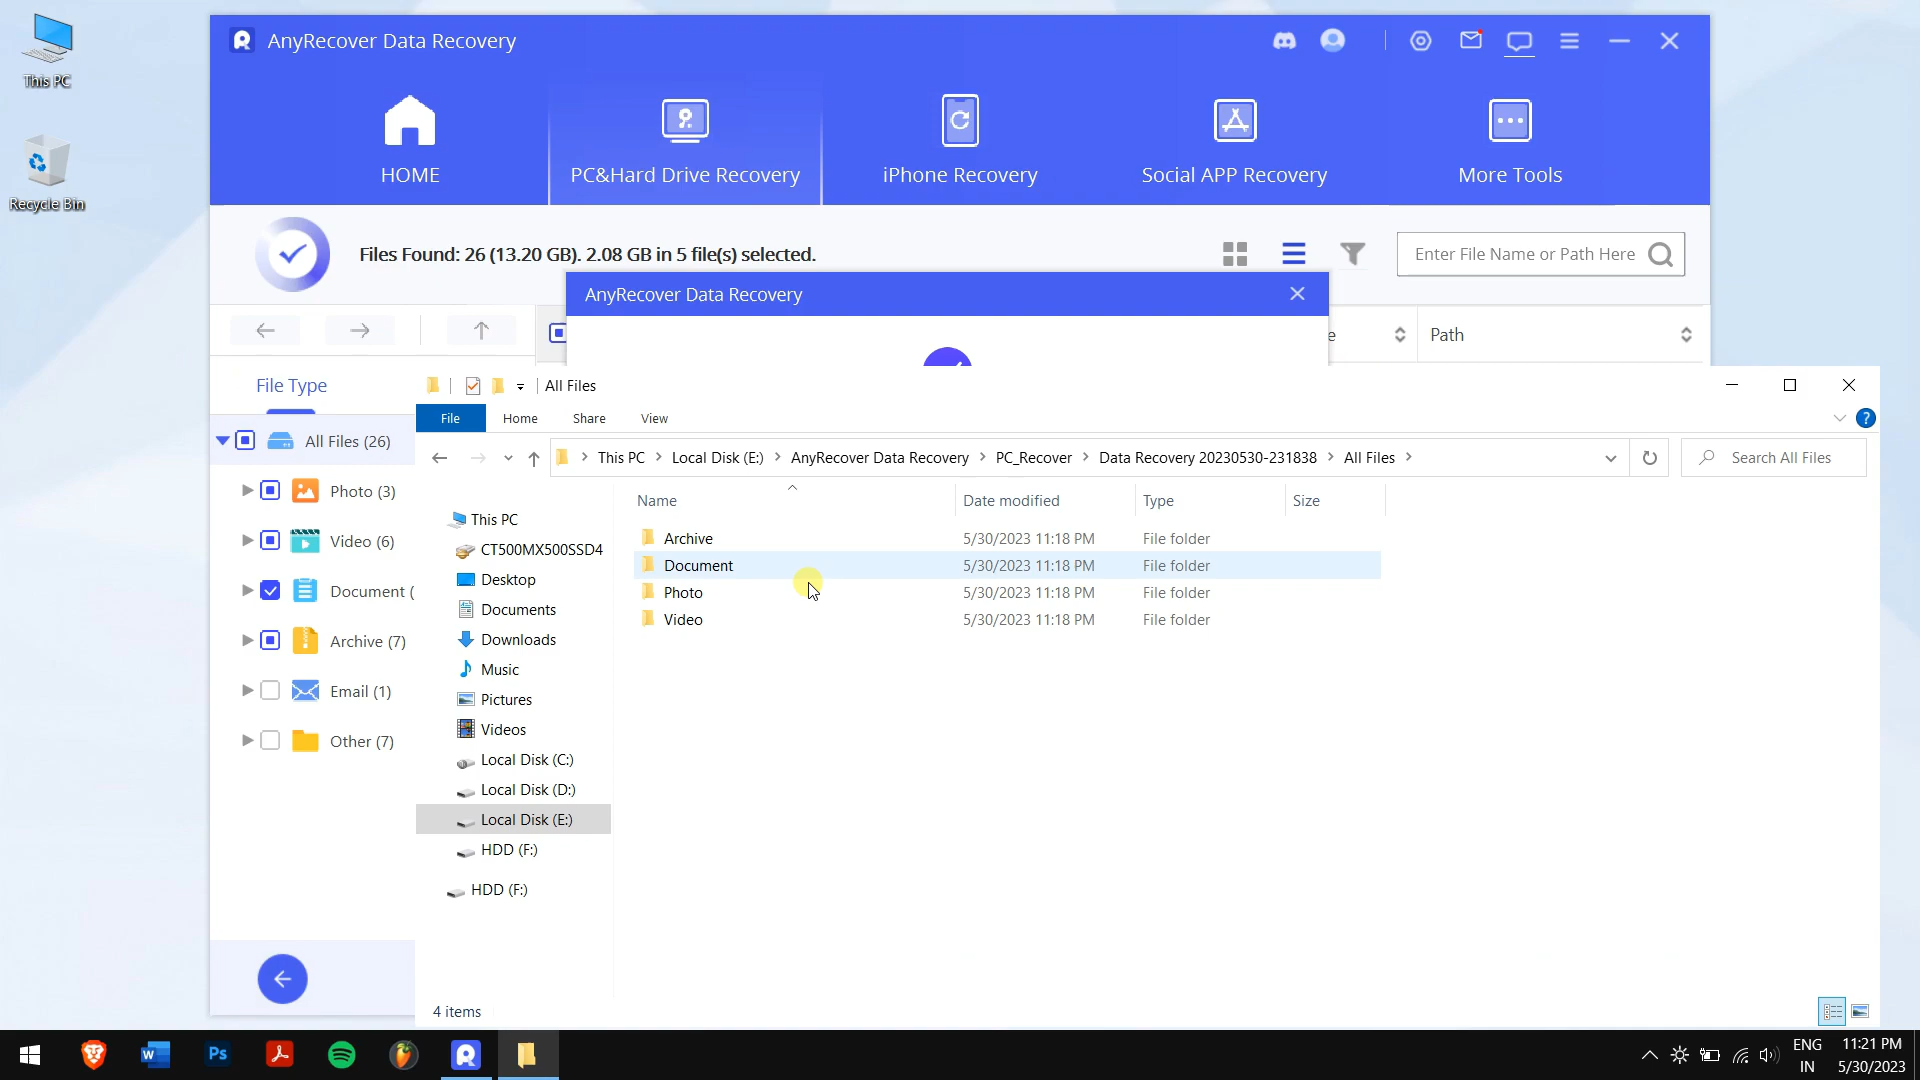 This PC
Recycle Bin
AnyRecover Data Recovery
HOME
PC&Hard Drive Recovery
iPhone Recovery
Social APP Recovery
More Tools
Files Found: 26 (13.20 GB). 2.08 GB in 5 file(s) selected.
Enter File Name or Path Here
AnyRecover Data Recovery
e
Path
File Type
All Files (26)
Photo (3)
Video (6)
Document (
Archive (7)
Email (1)
Other (7)
All Files
File
Home
Share
View
?
This PC
Local Disk (E:)
AnyRecover Data Recovery
PC_Recover
Data Recovery 20230530-231838
All Files
Search All Files
Name
Date modified
Type
Size
This PC
CT500MX500SSD4
Desktop
Documents
Downloads
Music
Pictures
Videos
Local Disk (C:)
Local Disk (D:)
Local Disk (E:)
HDD (F:)
HDD (F:)
Archive 5/30/2023 11:18 PM File folder
Document 5/30/2023 11:18 PM File folder
Photo 5/30/2023 11:18 PM File folder
Video 5/30/2023 11:18 PM File folder
4 items
W
Ps
ENG
IN
11:21 PM
5/30/2023